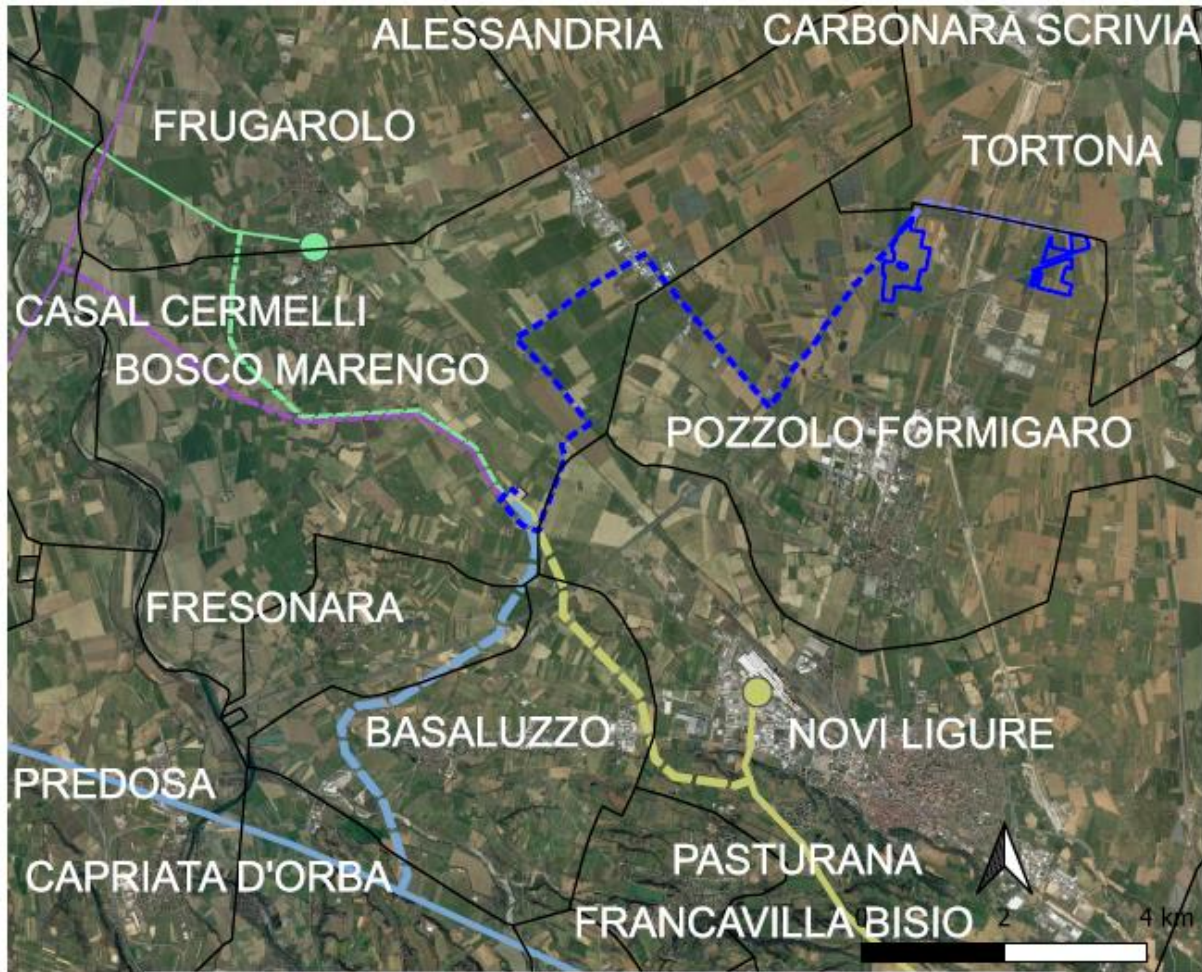 ALESSANDRIA
CARBONARA SCRIVIA
FRUGAROLO
TORTONA
CASAL CERMELLI
BOSCO MARENGO
POZZOLO FORMIGARO
FRESONARA
BASALUZZO
NOVI LIGURE
PREDOSA
CAPRIATA D'ORBA
PASTURANA
FRANCAVILLA BISIO
0 2 4 km